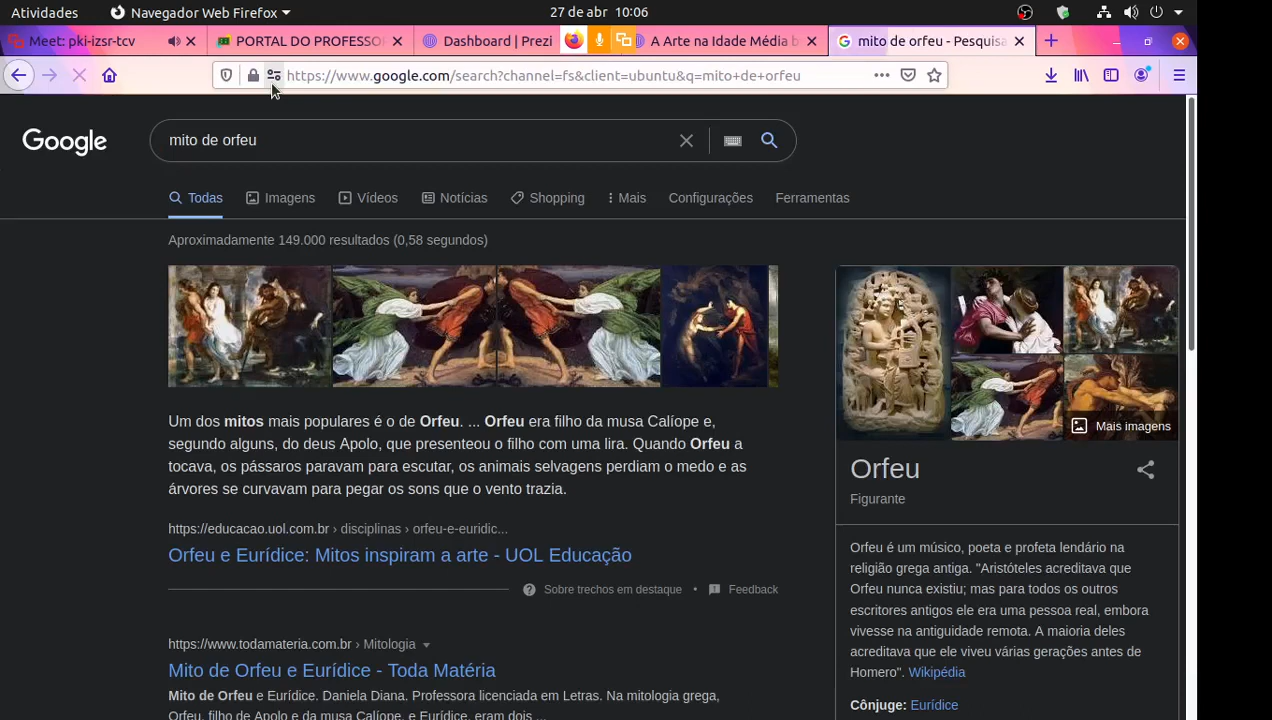 Atividades Navegador Web Firefox 27 de abr 10:06
Meet: pki-izsr-tcv PORTAL DO PROFESSO Dashboard | Prezi A Arte na Idade Média b mito de orfeu - Pesquisa
https://www.google.com/search?channel=fs&client=ubuntu&q=mito+de+orfeu
Google mito de orfeu
Todas Imagens Vídeos Notícias Shopping Mais Configurações Ferramentas
Aproximadamente 149.000 resultados (0,58 segundos)
Um dos mitos mais populares é o de Orfeu. ... Orfeu era filho da musa Calíope e,
segundo alguns, do deus Apolo, que presenteou o filho com uma lira. Quando Orfeu a
tocava, os pássaros paravam para escutar, os animais selvagens perdiam o medo e as
árvores se curvavam para pegar os sons que o vento trazia.
https://educacao.uol.com.br › disciplinas › orfeu-e-euridic...
Orfeu e Eurídice: Mitos inspiram a arte - UOL Educação
Sobre trechos em destaque • Feedback
https://www.todamateria.com.br › Mitologia
Mito de Orfeu e Eurídice - Toda Matéria
Mito de Orfeu e Eurídice. Daniela Diana. Professora licenciada em Letras. Na mitologia grega,
Orfeu, filho de Apolo e da musa Calíope, e Eurídice, eram dois ...
Mais imagens
Orfeu
Figurante
Orfeu é um músico, poeta e profeta lendário na
religião grega antiga. "Aristóteles acreditava que
Orfeu nunca existiu; mas para todos os outros
escritores antigos ele era uma pessoa real, embora
vivesse na antiguidade remota. A maioria deles
acreditava que ele viveu várias gerações antes de
Homero". Wikipédia
Cônjuge: Eurídice